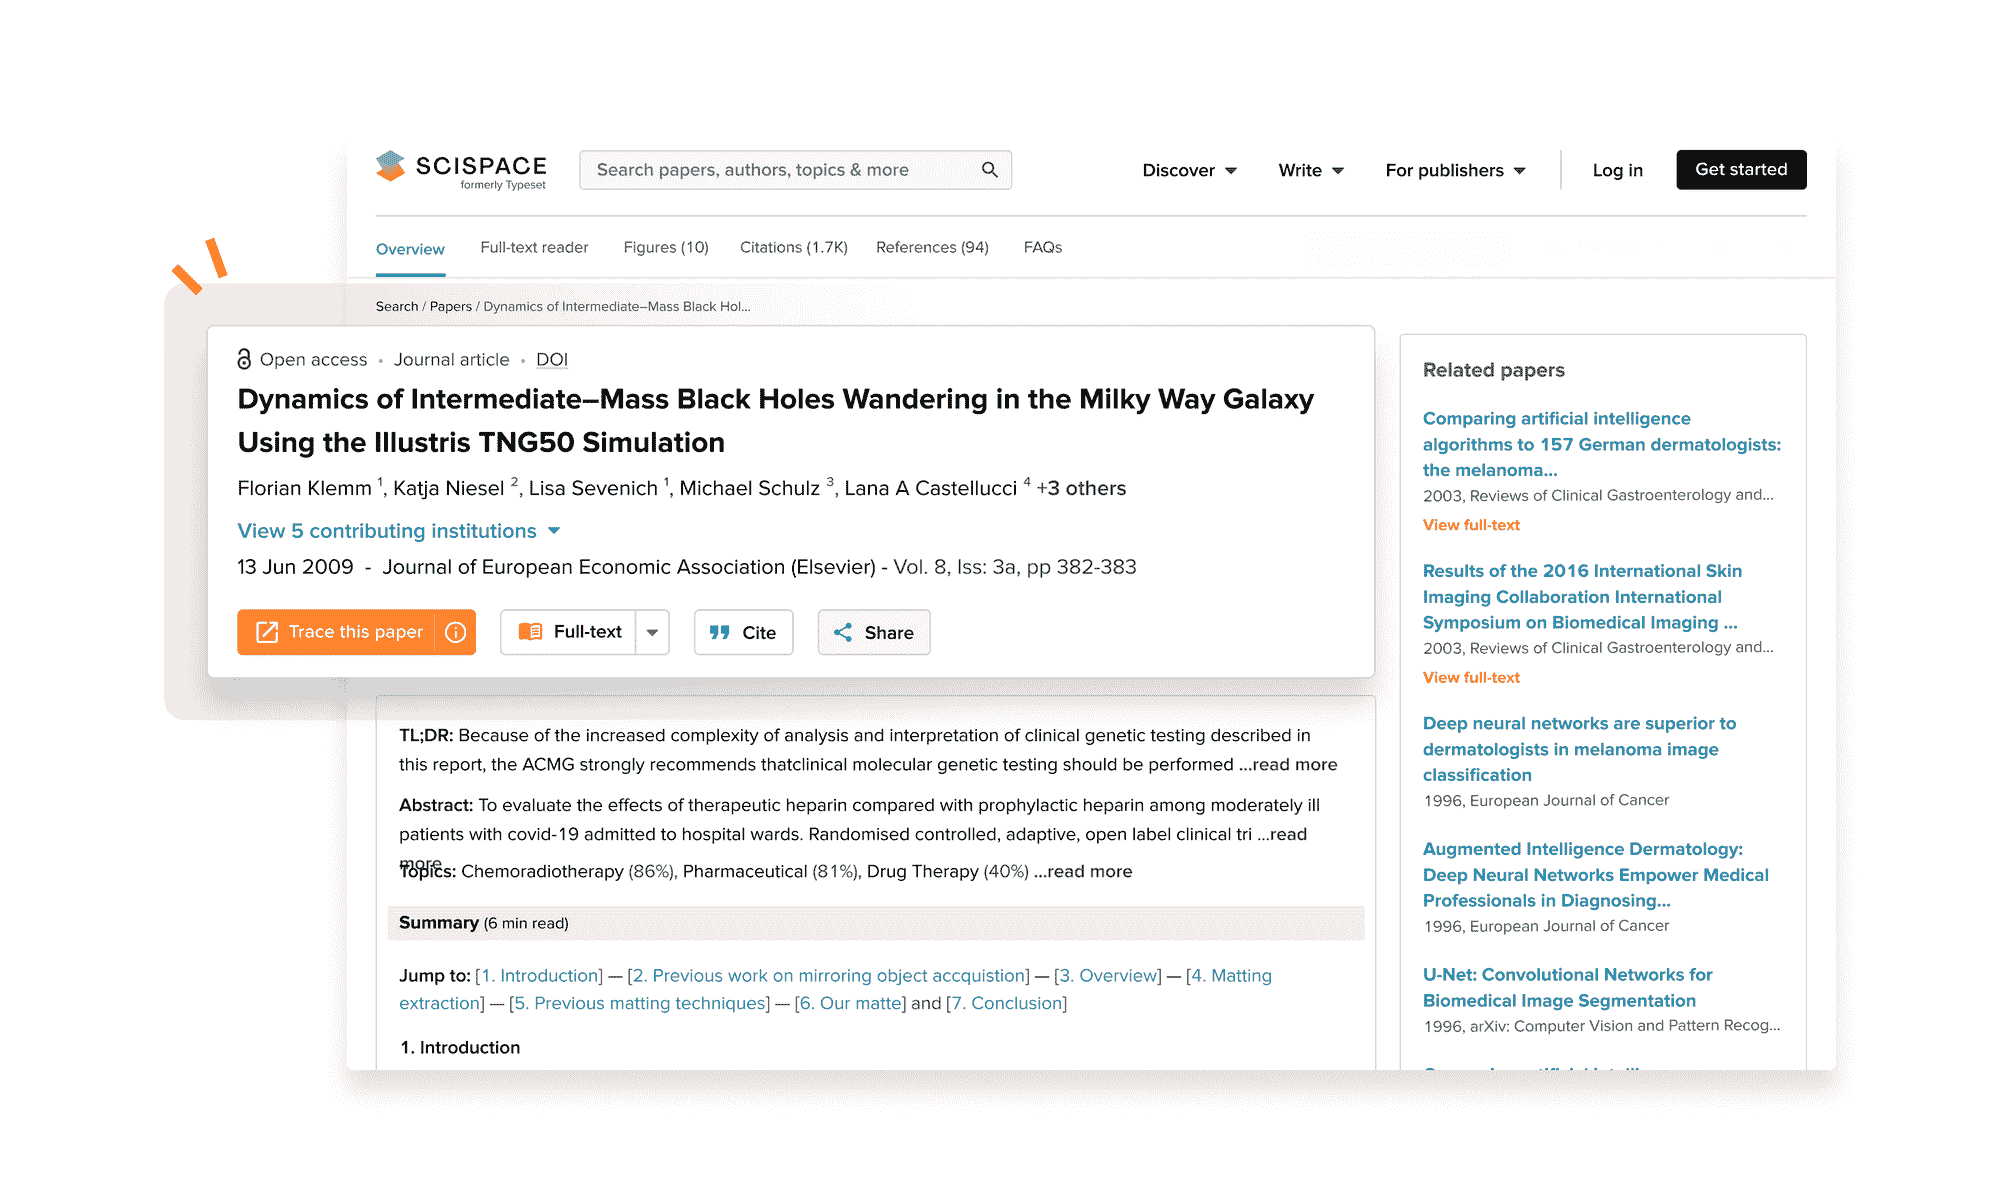 SCISPACE
formerly Typeset
Search papers, authors, topics & more
Discover
Write
For publishers
Log in
Get started
Overview
Full-text reader
Figures (10)
Citations (1.7K)
References (94)
FAQs
Search / Papers / Dynamics of Intermediate–Mass Black Hol...
Open access • Journal article • DOI
Dynamics of Intermediate–Mass Black Holes Wandering in the Milky Way Galaxy
Using the Illustris TNG50 Simulation
Florian Klemm 1, Katja Niesel 2, Lisa Sevenich 1, Michael Schulz 3, Lana A Castellucci 4 +3 others
View 5 contributing institutions
13 Jun 2009 - Journal of European Economic Association (Elsevier) - Vol. 8, Iss: 3a, pp 382-383
Trace this paper
Full-text
Cite
Share
TL;DR: Because of the increased complexity of analysis and interpretation of clinical genetic testing described in
this report, the ACMG strongly recommends thatclinical molecular genetic testing should be performed ...read more
Abstract: To evaluate the effects of therapeutic heparin compared with prophylactic heparin among moderately ill
patients with covid-19 admitted to hospital wards. Randomised controlled, adaptive, open label clinical tri ...read
more
Topics: Chemoradiotherapy (86%), Pharmaceutical (81%), Drug Therapy (40%) ...read more
Summary (6 min read)
Jump to: [1. Introduction] — [2. Previous work on mirroring object accquistion] — [3. Overview] — [4. Matting
extraction] — [5. Previous matting techniques] — [6. Our matte] and [7. Conclusion]
1. Introduction
Related papers
Comparing artificial intelligence
algorithms to 157 German dermatologists:
the melanoma...
2003, Reviews of Clinical Gastroenterology and...
View full-text
Results of the 2016 International Skin
Imaging Collaboration International
Symposium on Biomedical Imaging ...
2003, Reviews of Clinical Gastroenterology and...
View full-text
Deep neural networks are superior to
dermatologists in melanoma image
classification
1996, European Journal of Cancer
Augmented Intelligence Dermatology:
Deep Neural Networks Empower Medical
Professionals in Diagnosing...
1996, European Journal of Cancer
U-Net: Convolutional Networks for
Biomedical Image Segmentation
1996, arXiv: Computer Vision and Pattern Recog...